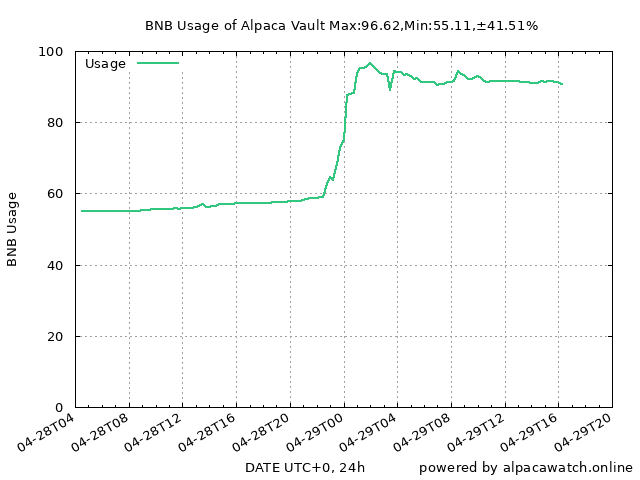 BNB Usage of Alpaca Vault Max:96.62,Min:55.11,±41.51%
Usage
100
80
60
40
20
0
BNB Usage
04-28T04
04-28T08
04-28T12
04-28T16
04-28T20
04-29T00
04-29T04
04-29T08
04-29T12
04-29T16
04-29T20
DATE UTC+0, 24h
powered by alpacawatch.online